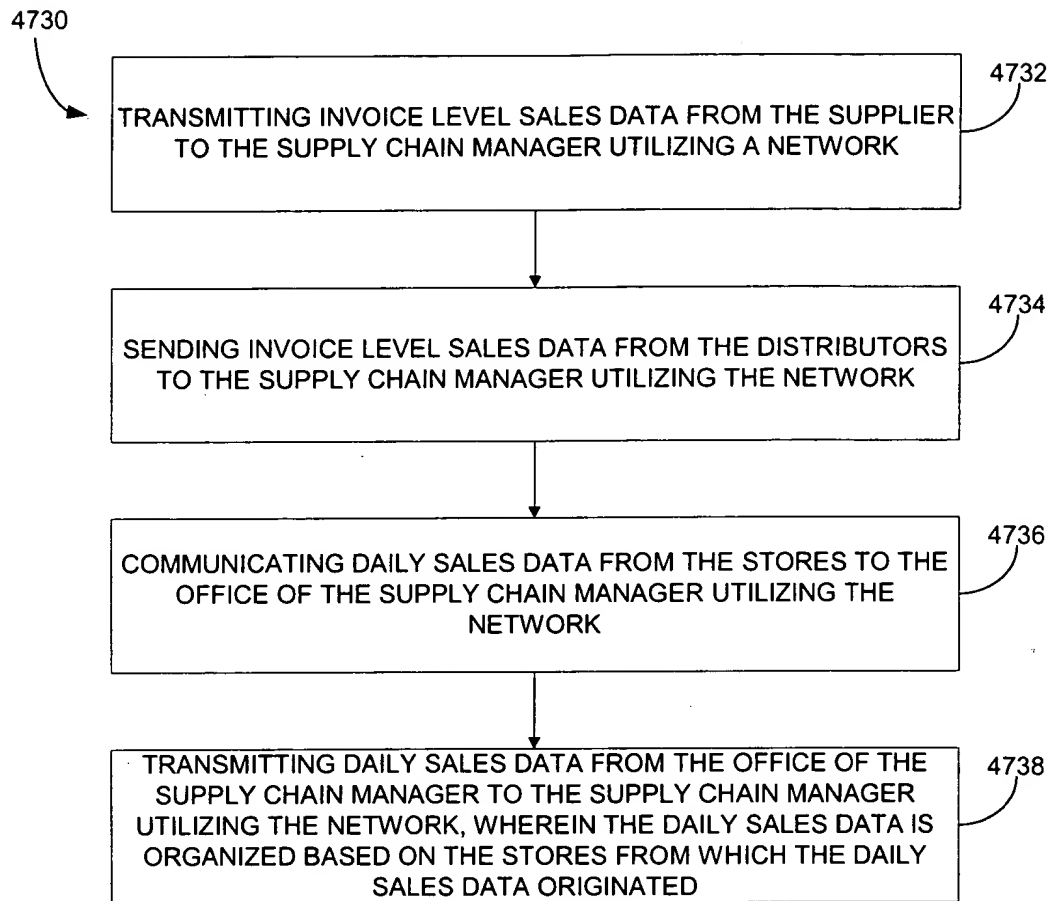 4730
4732
TRANSMITTING INVOICE LEVEL SALES DATA FROM THE SUPPLIER
TO THE SUPPLY CHAIN MANAGER UTILIZING A NETWORK
4734
SENDING INVOICE LEVEL SALES DATA FROM THE DISTRIBUTORS
TO THE SUPPLY CHAIN MANAGER UTILIZING THE NETWORK
4736
COMMUNICATING DAILY SALES DATA FROM THE STORES TO THE
OFFICE OF THE SUPPLY CHAIN MANAGER UTILIZING THE
NETWORK
4738
TRANSMITTING DAILY SALES DATA FROM THE OFFICE OF THE
SUPPLY CHAIN MANAGER TO THE SUPPLY CHAIN MANAGER
UTILIZING THE NETWORK, WHEREIN THE DAILY SALES DATA IS
ORGANIZED BASED ON THE STORES FROM WHICH THE DAILY
SALES DATA ORIGINATED